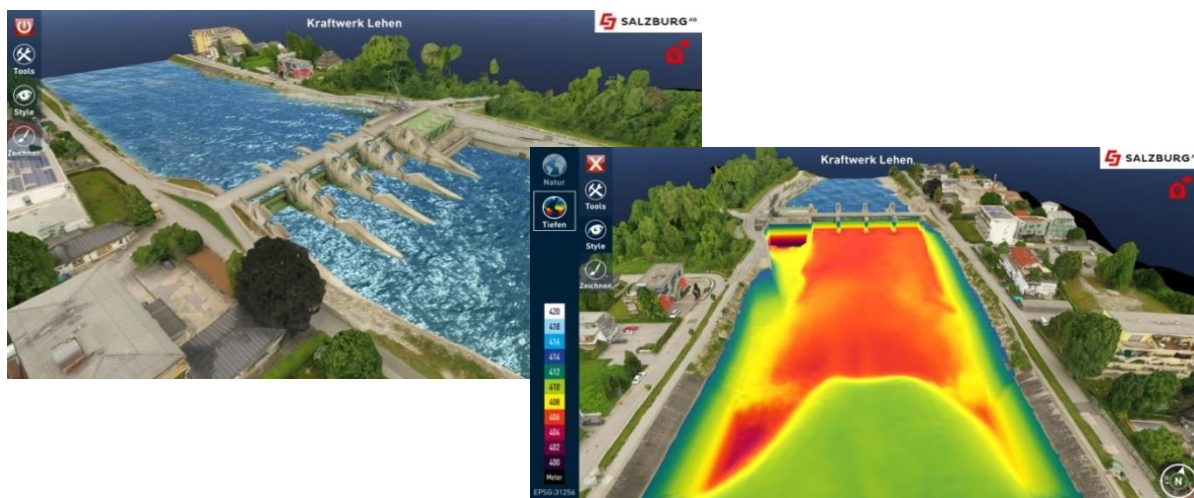 Kraftwerk Lehen
SALZBURG AG
Tools
Style
Zeichnen
Kraftwerk Lehen
SALZBURG AG
Natur
Tiefen
Tools
Style
Zeichnen
420
418
416
414
412
410
408
406
404
402
400
Meter
EPSG:31256
N